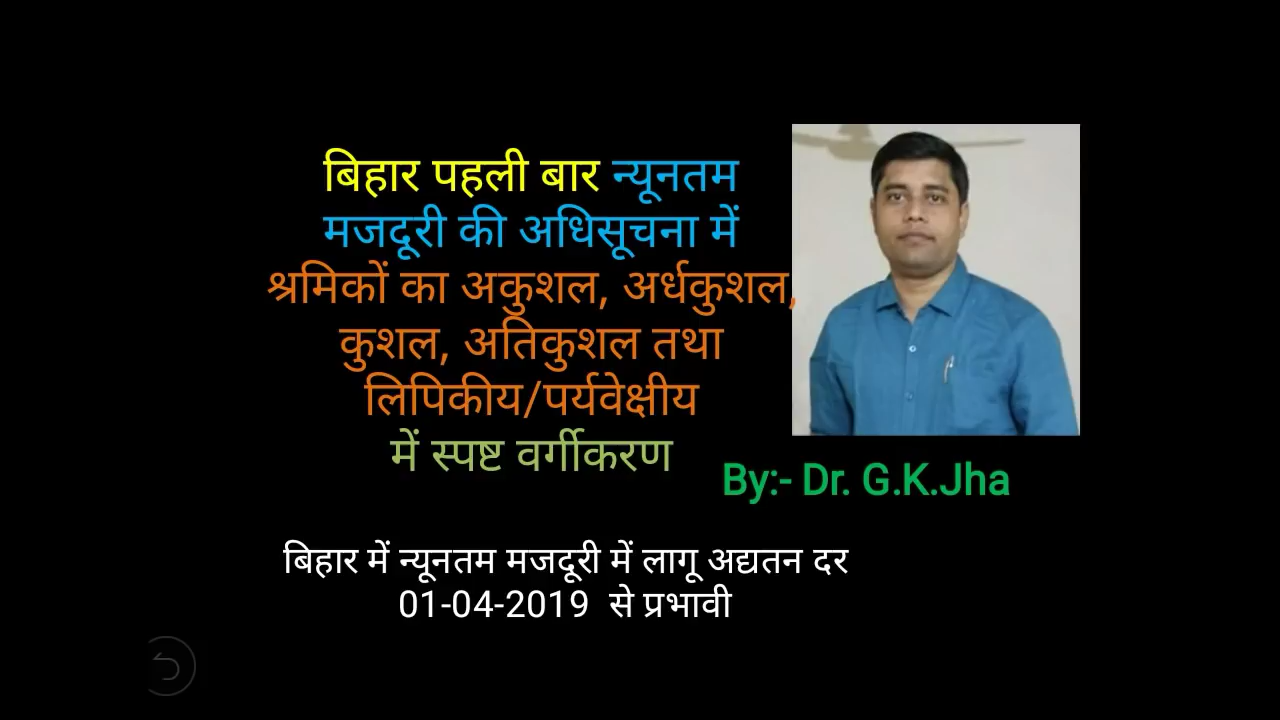 बिहार पहली बार न्यूनतम
मजदूरी की अधिसूचना में
श्रमिकों का अकुशल, अर्धकुशल,
कुशल, अतिकुशल तथा
लिपिकीय/पर्यवेक्षीय
में स्पष्ट वर्गीकरण
By:- Dr. G.K.Jha
बिहार में न्यूनतम मजदूरी में लागू अद्यतन दर
01-04-2019 से प्रभावी